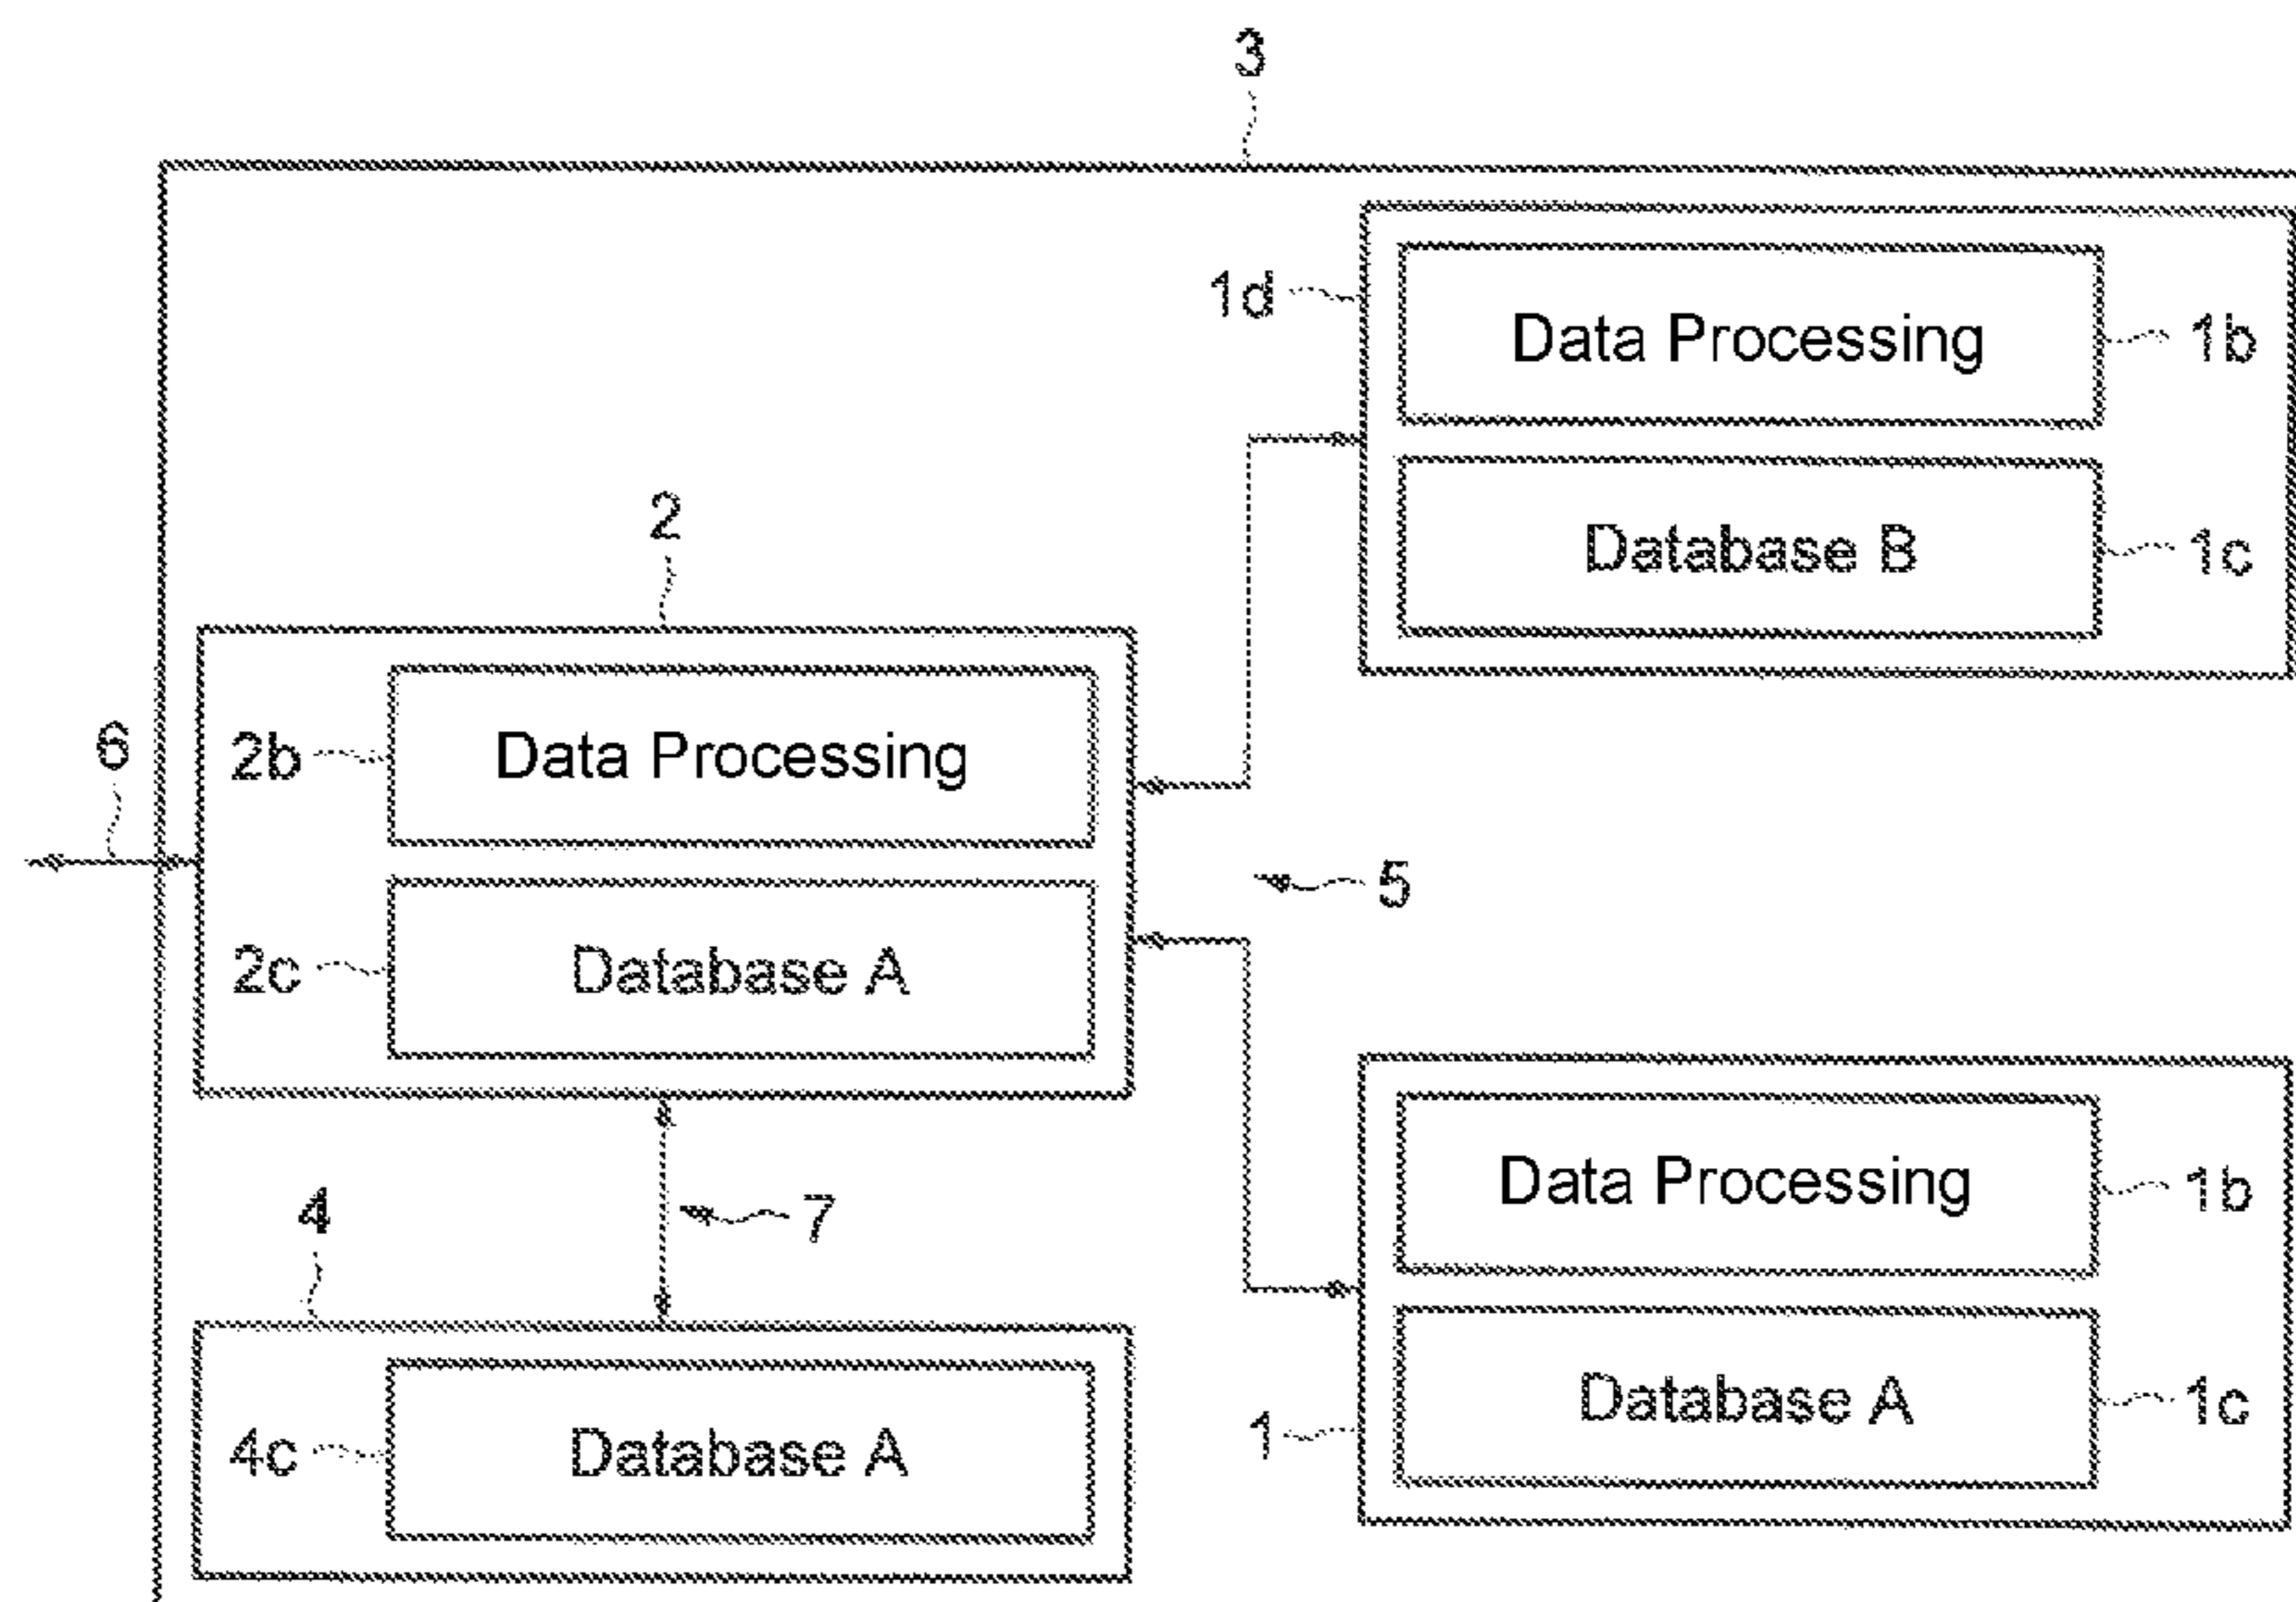 3
1d
Data Processing
1b
Database B
1c
2
2b
Data Processing
6
5
2c
Database A
7
4
4c
Database A
Data Processing
1b
1
Database A
1c